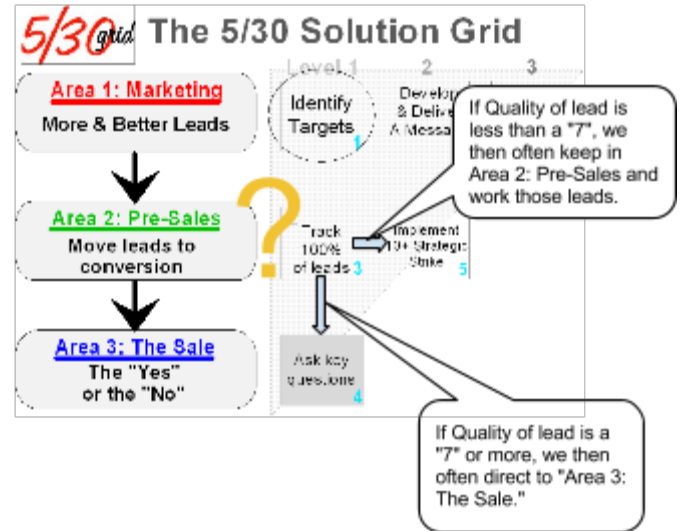 5/30 grid
The 5/30 Solution Grid
Level 1
2
3
Area 1: Marketing
More & Better Leads
Identify
Targets
1
Develop
& Deliver
A Message
If Quality of lead is
less than a "7", we
then often keep in
Area 2: Pre-Sales and
work those leads.
Area 2: Pre-Sales
Move leads to
conversion
?
Track
100%
of leads
3
Implement
10+ Strategic
Strike
5
Area 3: The Sale
The "Yes"
or the "No"
Ask key
questions
4
If Quality of lead is a
"7" or more, we then
often direct to "Area 3:
The Sale."